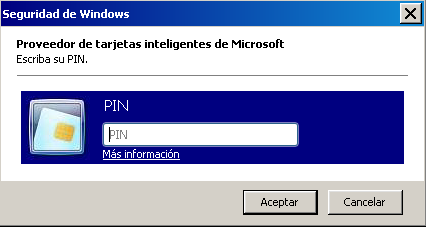 Seguridad de Windows
Proveedor de tarjetas inteligentes de Microsoft
Escriba su PIN.
PIN
PIN
Más información
Aceptar
Cancelar